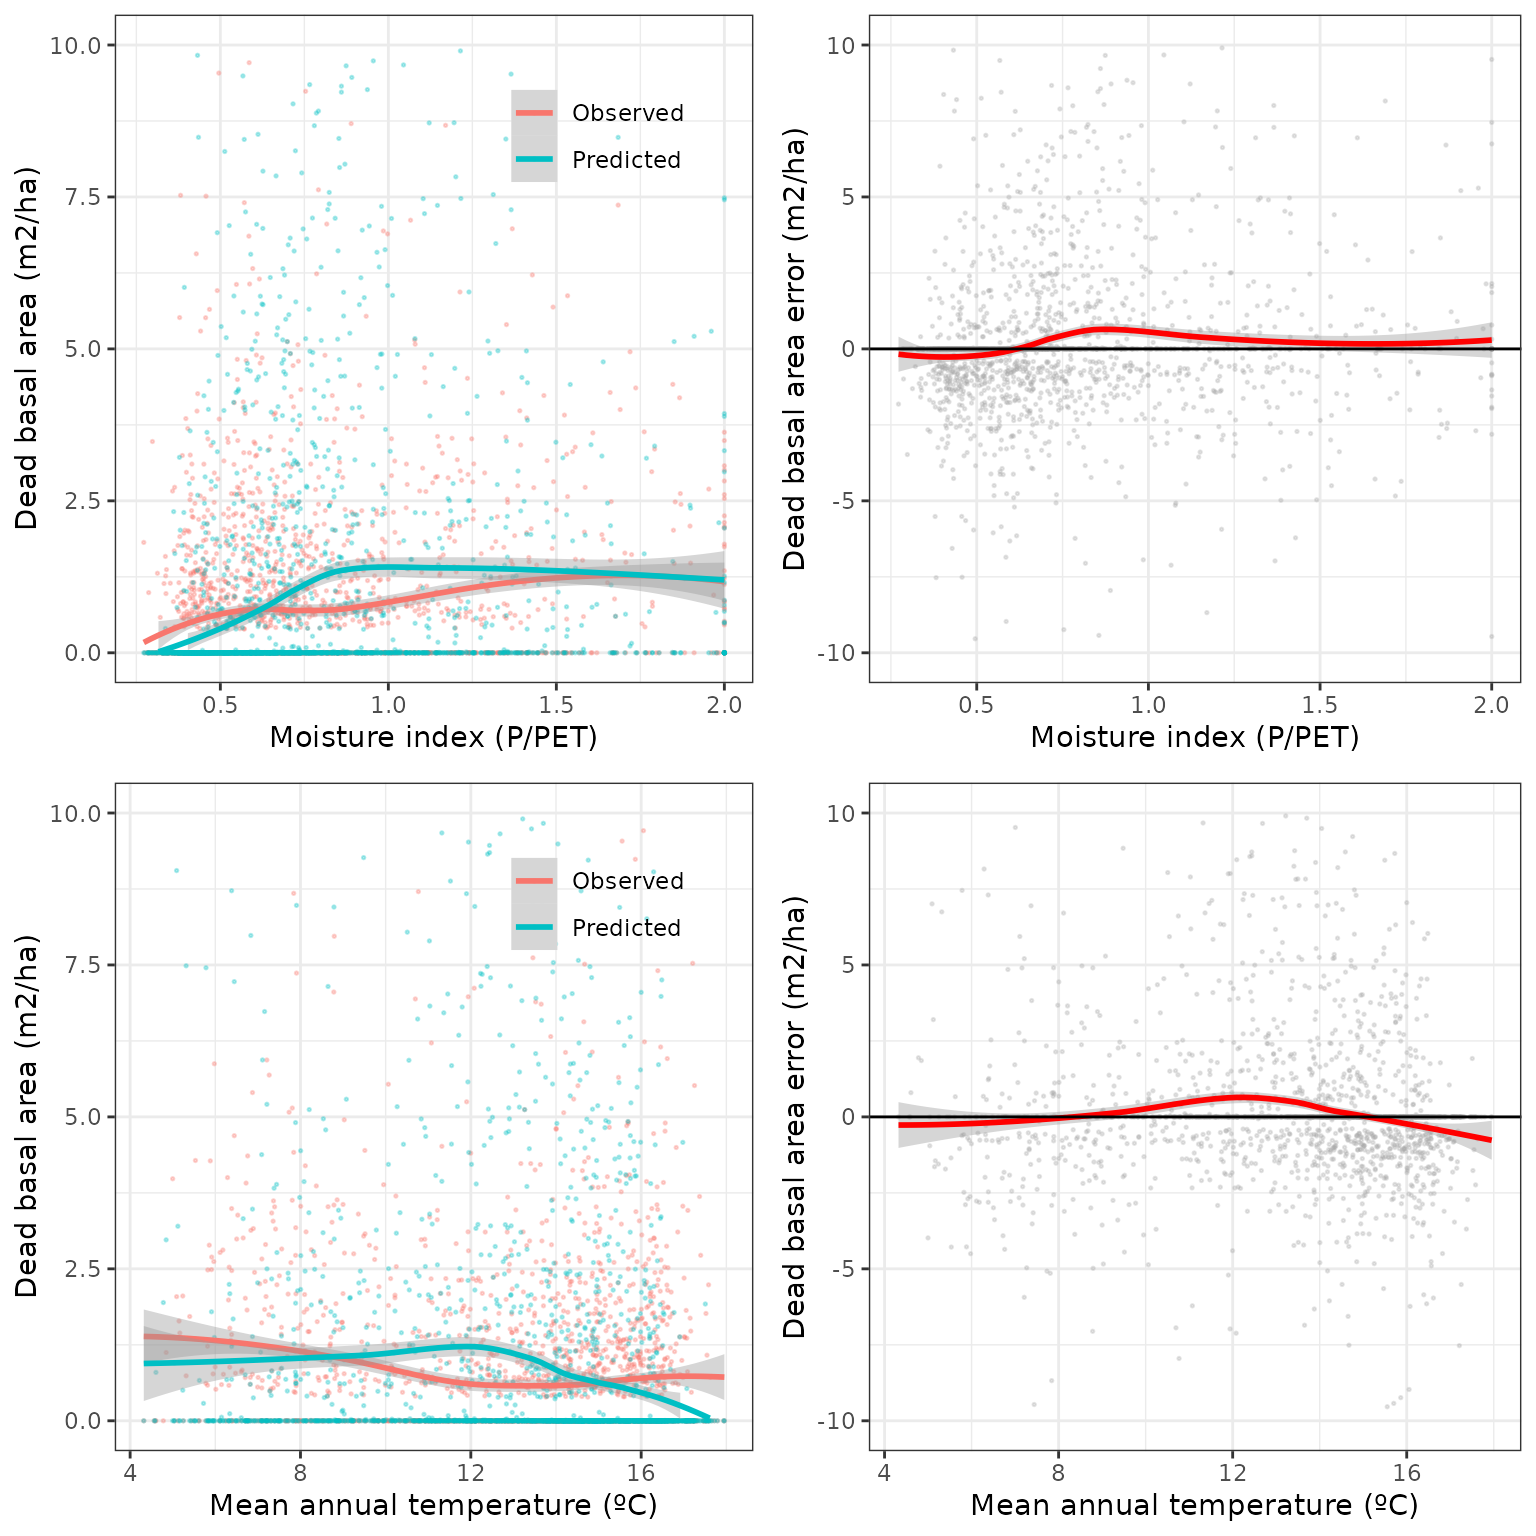 Dead basal area (m2/ha)
10.0
7.5
5.0
2.5
0.0
Observed
Predicted
0.5 1.0 1.5 2.0
Moisture index (P/PET)
Dead basal area error (m2/ha)
10
5
0
-5
-10
0.5 1.0 1.5 2.0
Moisture index (P/PET)
Dead basal area (m2/ha)
10.0
7.5
5.0
2.5
0.0
Observed
Predicted
4 8 12 16
Mean annual temperature (ºC)
Dead basal area error (m2/ha)
10
5
0
-5
-10
4 8 12 16
Mean annual temperature (ºC)